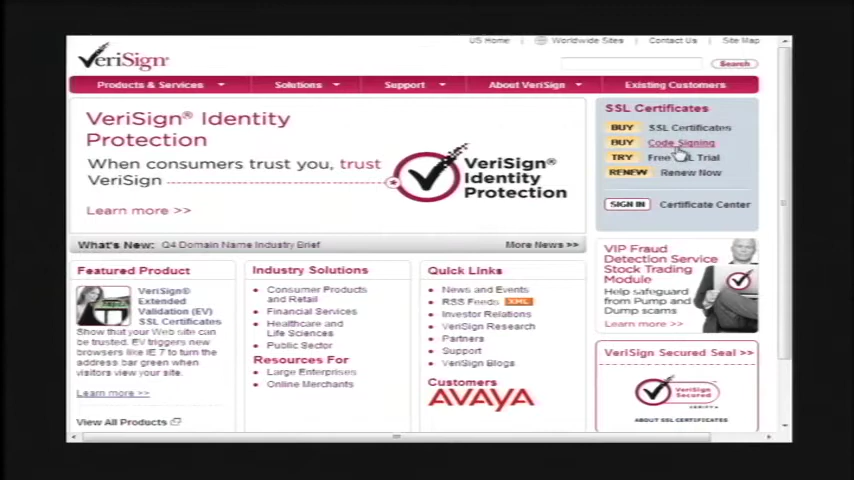 US Home | Worldwide Sites | Contact Us | Site Map
VeriSign
Search
Products & Services
Solutions
Support
About VeriSign
Existing Customers
VeriSign® Identity
Protection
When consumers trust you, trust
VeriSign
Learn more >>
VeriSign®
Identity
Protection
SSL Certificates
BUY SSL Certificates
BUY Code Signing
TRY Free SSL Trial
RENEW Renew Now
SIGN IN Certificate Center
What's New: Q4 Domain Name Industry Brief
More News >>
Featured Product
VeriSign®
Extended
Validation (EV)
SSL Certificates
Show that your Web site can
be trusted. EV triggers new
browsers like IE 7 to turn the
address bar green when
visitors view your site.
Learn more >>
View All Products
Industry Solutions
Consumer Products
and Retail
Financial Services
Healthcare and
Life Sciences
Public Sector
Resources For
Large Enterprises
Online Merchants
Quick Links
News and Events
RSS Feeds XML
Investor Relations
VeriSign Research
Partners
Support
VeriSign Blogs
Customers
AVAYA
VIP Fraud
Detection Service
Stock Trading
Module
Help safeguard
from Pump and
Dump scams
Learn more >>
VeriSign Secured Seal >>
VeriSign
Secured
VERIFY
ABOUT SSL CERTIFICATES